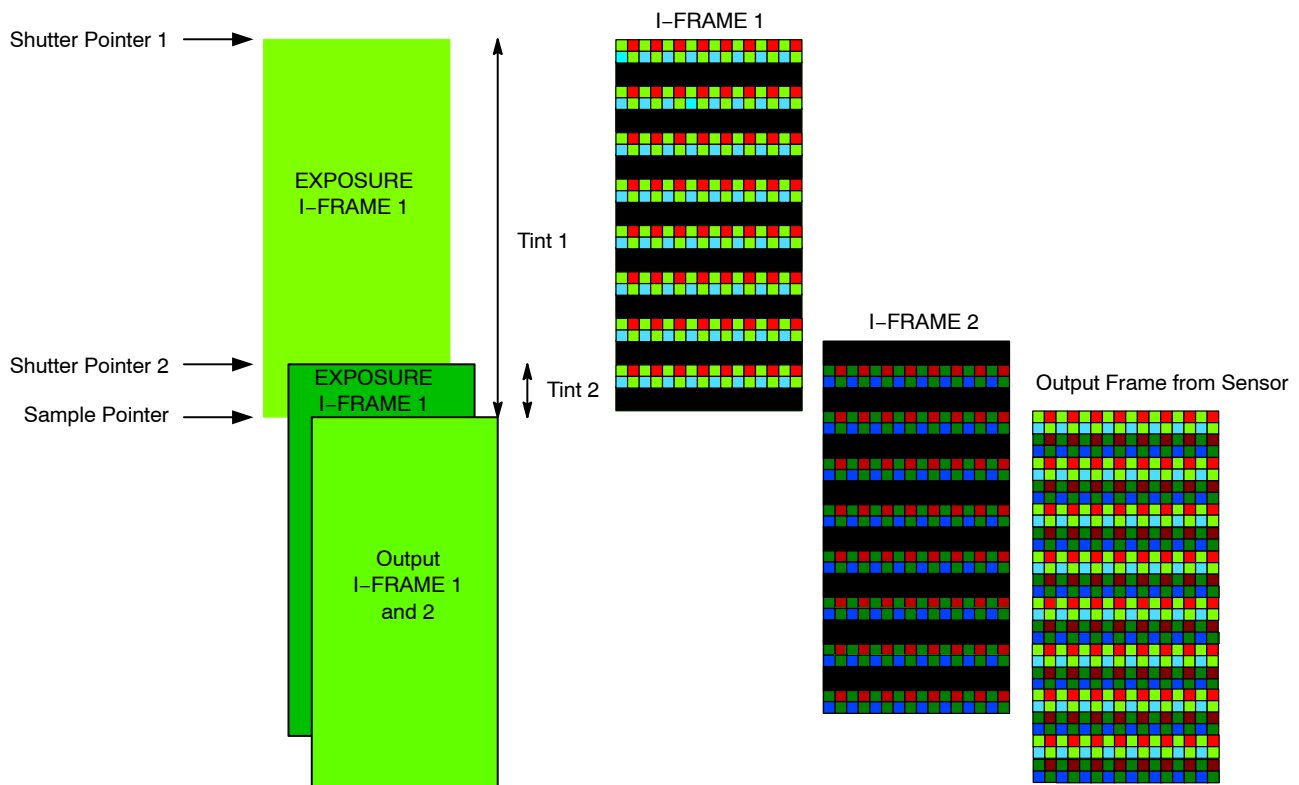 I−FRAME 1
Shutter Pointer 1
EXPOSURE
I−FRAME 1
Tint 1
I−FRAME 2
Shutter Pointer 2
EXPOSURE
I−FRAME 1
Tint 2
Output Frame from Sensor
Sample Pointer
Output
I−FRAME 1
and 2